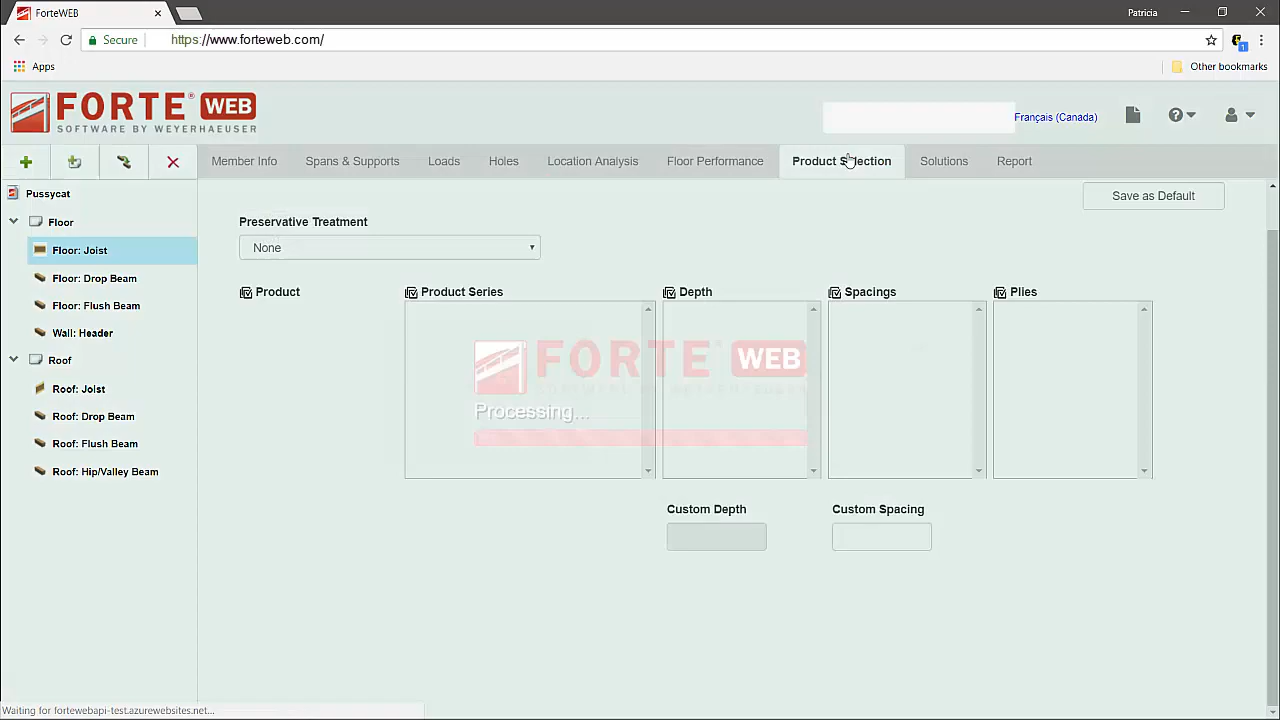 ForteWEB
Patricia
Secure
https://www.forteweb.com/
1
Apps
Other bookmarks
FORTE® WEB
SOFTWARE BY WEYERHAEUSER
Français (Canada)
Member Info
Spans & Supports
Loads
Holes
Location Analysis
Floor Performance
Product Selection
Solutions
Report
Pussycat
Floor
Floor: Joist
Floor: Drop Beam
Floor: Flush Beam
Wall: Header
Roof
Roof: Joist
Roof: Drop Beam
Roof: Flush Beam
Roof: Hip/Valley Beam
Save as Default
Preservative Treatment
None
Product
Product Series
Depth
Spacings
Plies
FORTE WEB
SOFTWARE BY WEYERHAEUSER
Processing...
Custom Depth
Custom Spacing
Waiting for fortewebapi-test.azurewebsites.net...